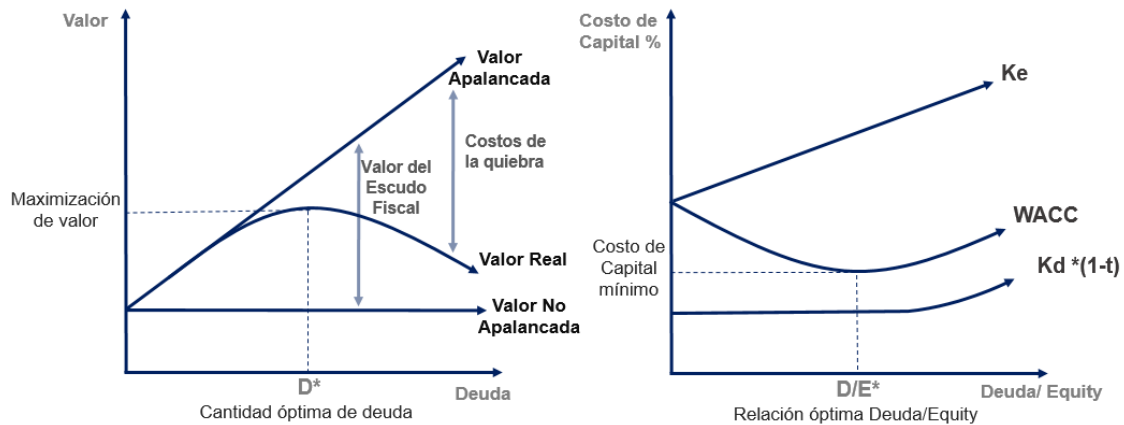 Valor
Valor
Apalancada
Costos de
la quiebra
Valor del
Escudo
Fiscal
Maximización
de valor
Valor Real
Valor No
Apalancada
D*
Deuda
Cantidad óptima de deuda
Costo de
Capital %
Ke
WACC
Costo de
Capital
mínimo
Kd *(1-t)
D/E*
Deuda/ Equity
Relación óptima Deuda/Equity